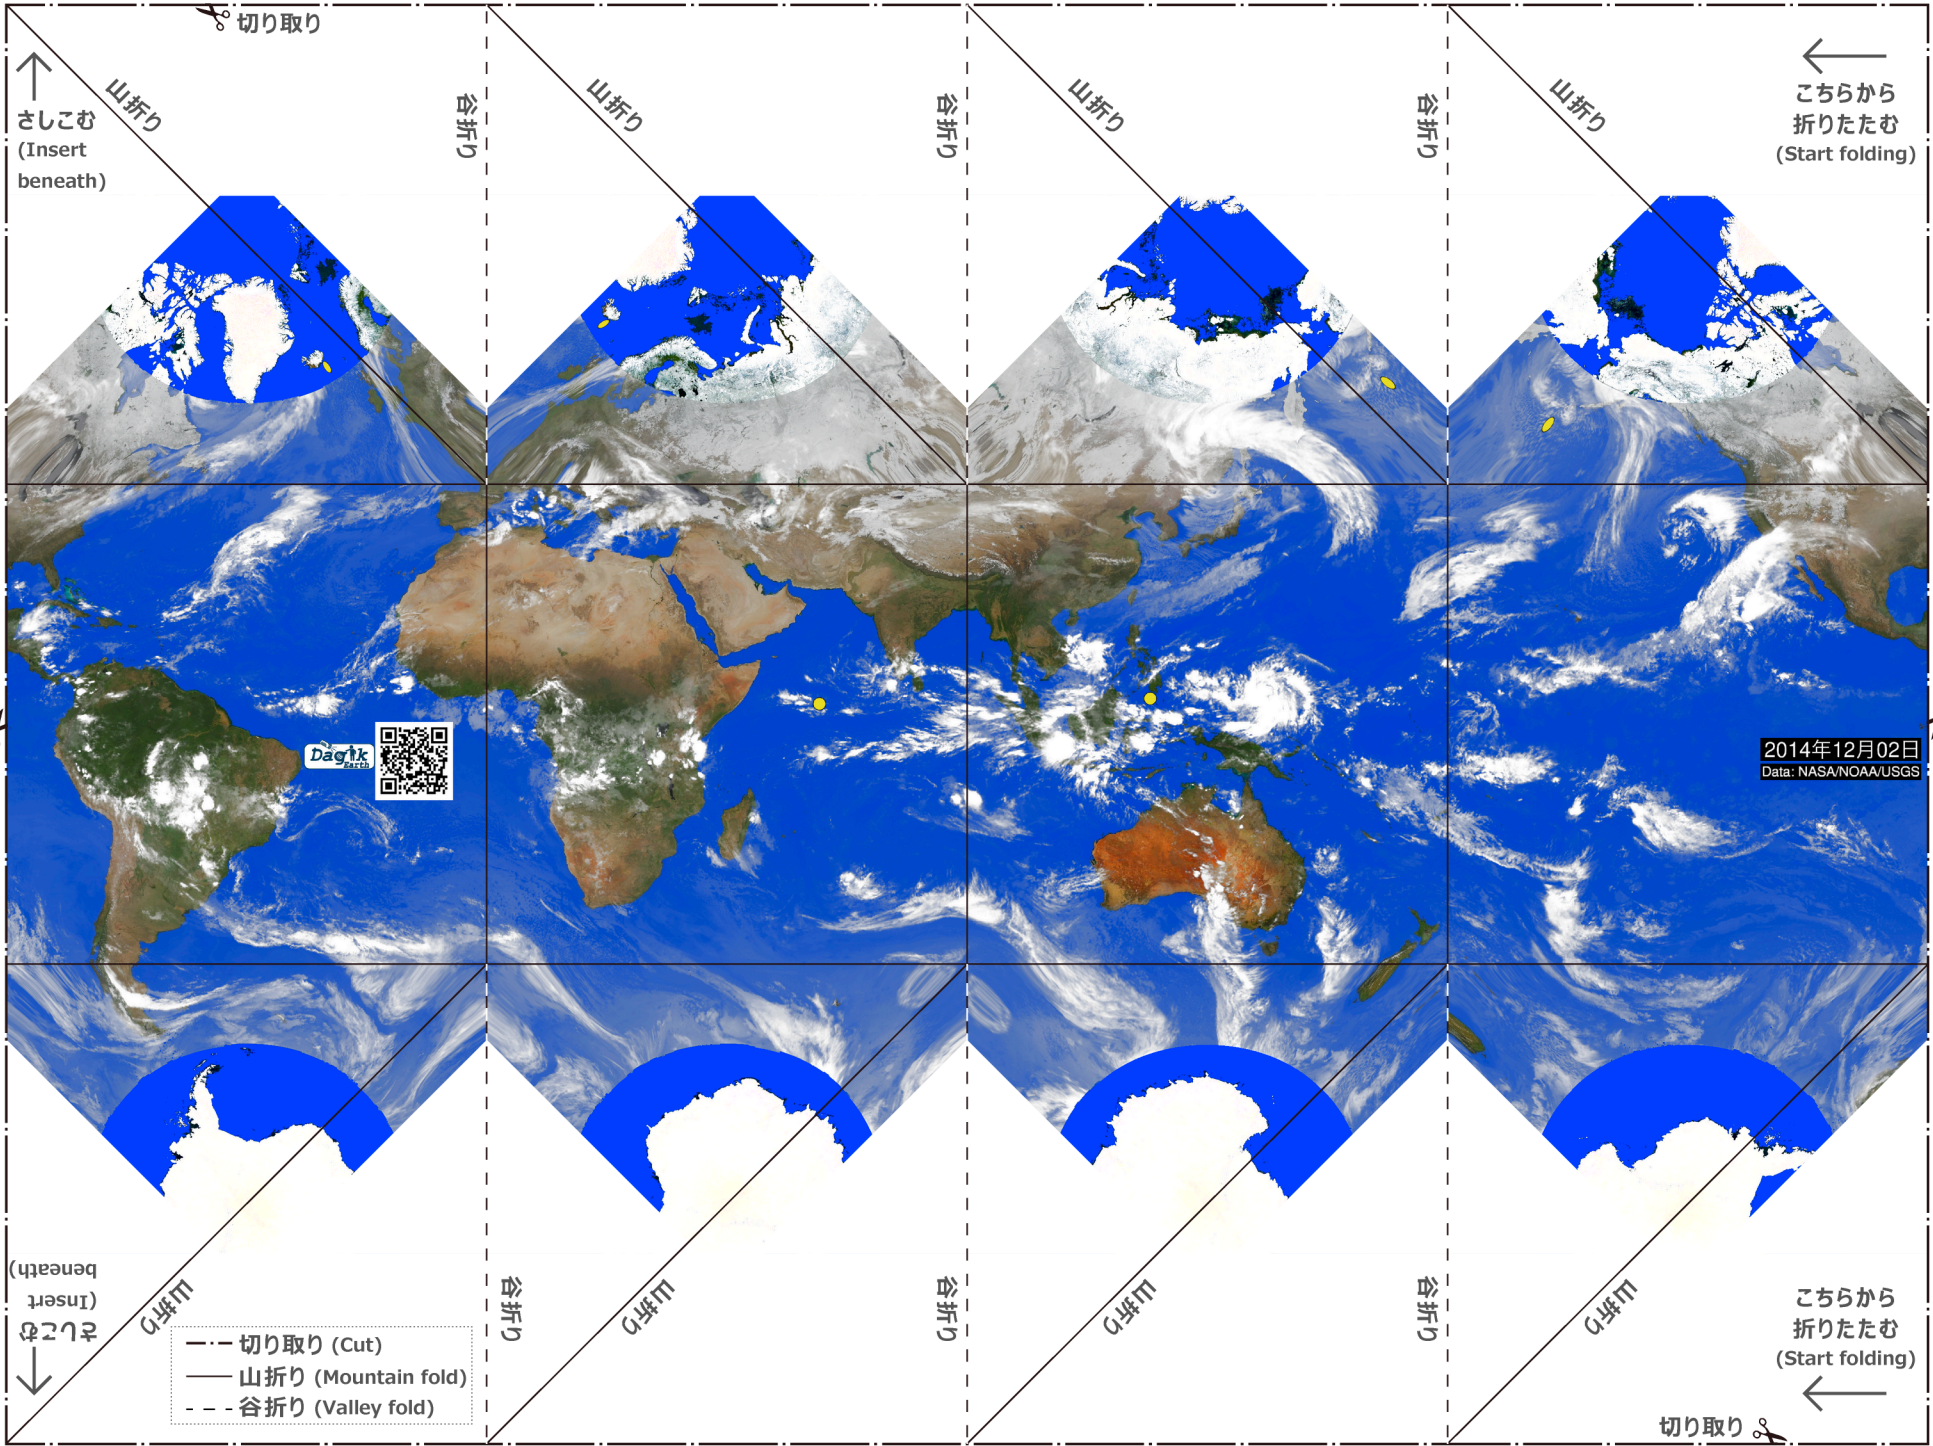 切り取り
山折り
谷折り
山折り
谷折り
山折り
谷折り
山折り
さしこむ
(Insert
beneath)
こちらから
折りたたむ
(Start folding)
Dagik
Earth
2014年12月02日
Data: NASA/NOAA/USGS
さしこむ
(Insert
beneath)
山折り
谷折り
山折り
谷折り
山折り
谷折り
山折り
こちらから
折りたたむ
(Start folding)
切り取り (Cut)
山折り (Mountain fold)
谷折り (Valley fold)
切り取り